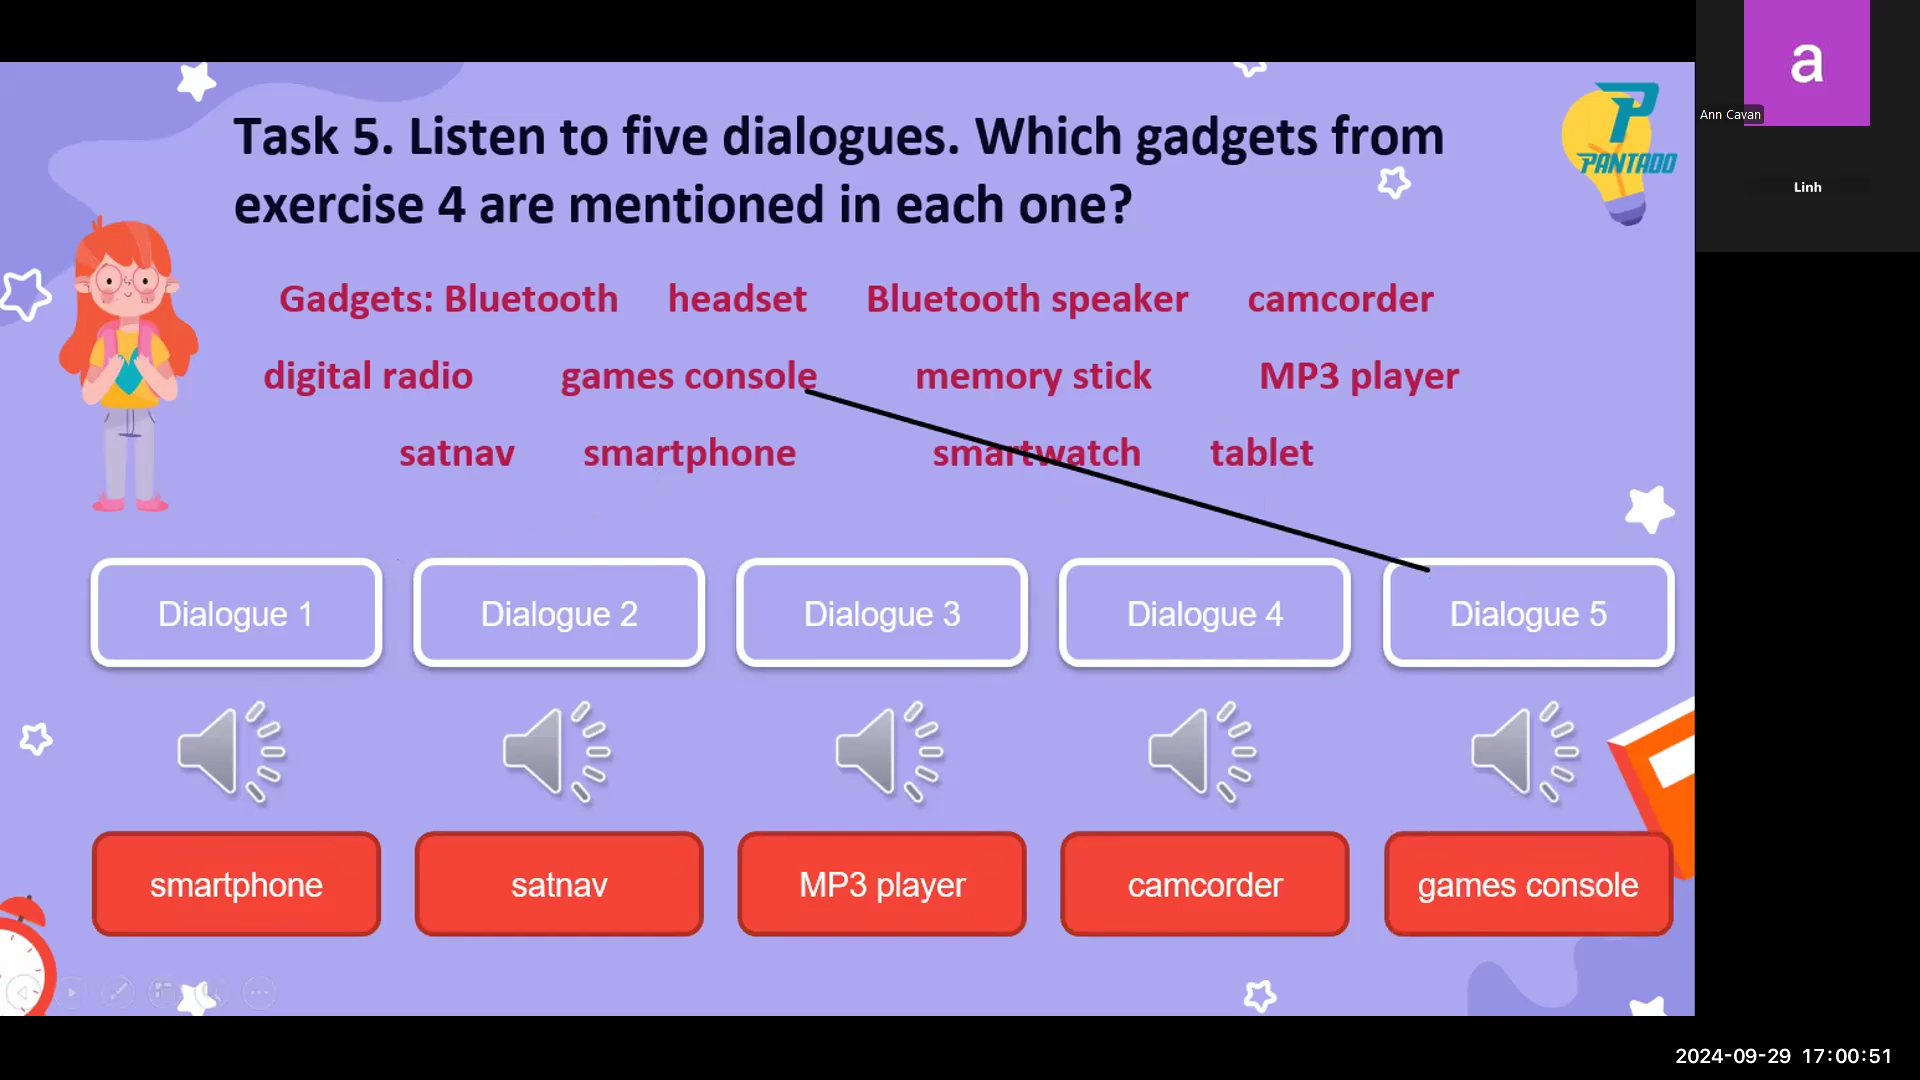 a
Ann Cavan
Linh
PANTADO
Task 5. Listen to five dialogues. Which gadgets from
exercise 4 are mentioned in each one?
Gadgets: Bluetooth headset Bluetooth speaker camcorder
digital radio games console memory stick MP3 player
satnav smartphone smartwatch tablet
Dialogue 1 Dialogue 2 Dialogue 3 Dialogue 4 Dialogue 5
smartphone satnav MP3 player camcorder games console
2024-09-29 17:00:51